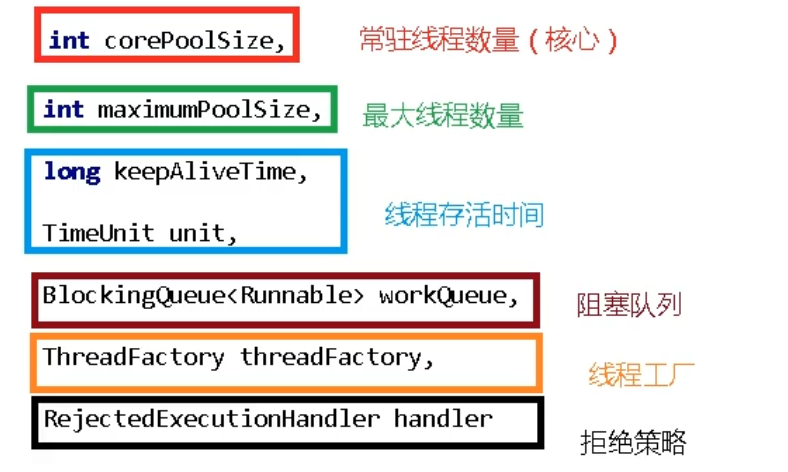 int corePoolSize, 常驻线程数量（核心）
int maximumPoolSize, 最大线程数量
long keepAliveTime,
线程存活时间
TimeUnit unit,
BlockingQueue<Runnable> workQueue, 阻塞队列
ThreadFactory threadFactory, 线程工厂
RejectedExecutionHandler handler 拒绝策略